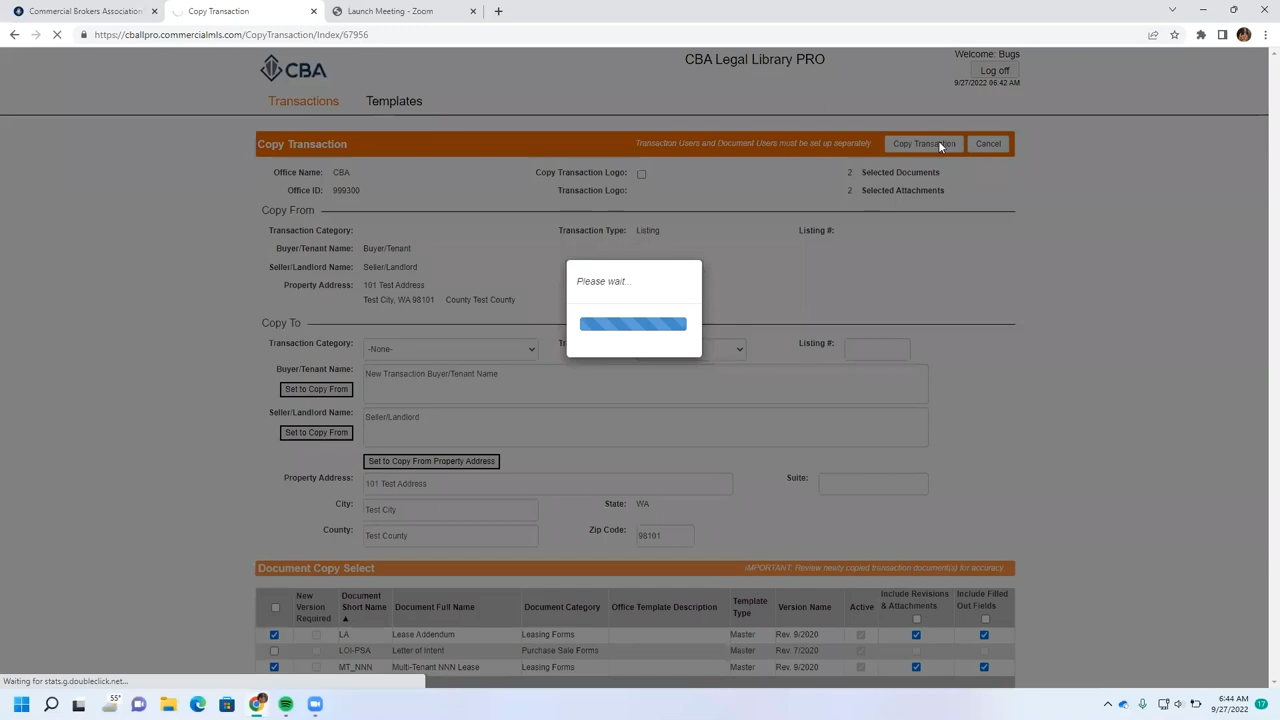 Commercial Brokers Association
Copy Transaction
Launch Meeting - Zoom
https://cballpro.commercialmls.com/CopyTransaction/Index/67956
CBA
CBA Legal Library PRO
Welcome: Bugs
Log off
9/27/2022 06:42 AM
Transactions Templates
Copy Transaction
Transaction Users and Document Users must be set up separately
Copy Transaction
Cancel
Office Name: CBA Copy Transaction Logo: 2 Selected Documents
Office ID: 999300 Transaction Logo: 2 Selected Attachments
Copy From
Transaction Category: Transaction Type: Listing Listing #:
Buyer/Tenant Name: Buyer/Tenant
Seller/Landlord Name: Seller/Landlord
Property Address: 101 Test Address
Test City, WA 98101 County Test County
Please wait...
Copy To
Transaction Category: -None- Listing #:
Buyer/Tenant Name: New Transaction Buyer/Tenant Name
Set to Copy From
Seller/Landlord Name: Seller/Landlord
Set to Copy From
Set to Copy From Property Address
Property Address: 101 Test Address Suite:
City: Test City State: WA
County: Test County Zip Code: 98101
Document Copy Select IMPORTANT: Review newly copied transaction document(s) for accuracy.
New Version Required Document Short Name ▲ Document Full Name Document Category Office Template Description Template Type Version Name Active Include Revisions & Attachments Include Filled Out Fields
LA Lease Addendum Leasing Forms Master Rev. 9/2020
LOI-PSA Letter of Intent Purchase Sale Forms Master Rev. 7/2020
MT_NNN Multi-Tenant NNN Lease Leasing Forms Master Rev. 9/2020
Waiting for stats.g.doubleclick.net...
55°
6:44 AM
9/27/2022
17